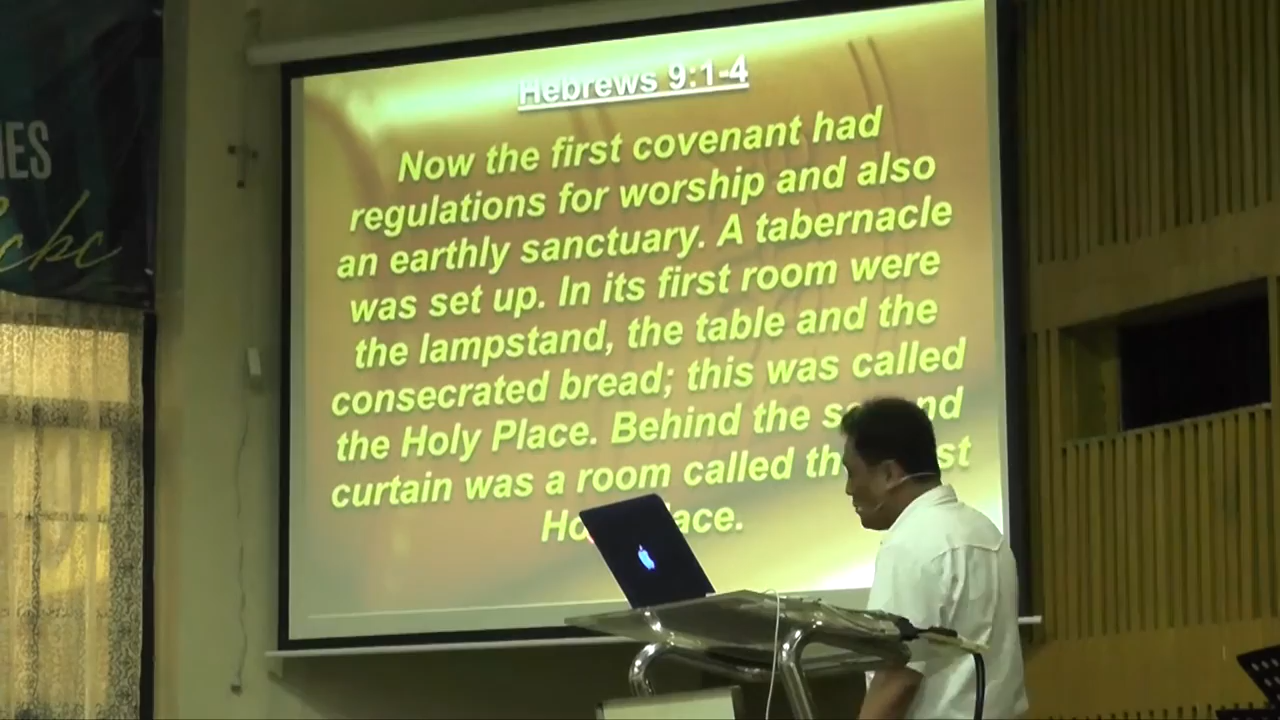 Hebrews 9:1-4
Now the first covenant had
regulations for worship and also
an earthly sanctuary. A tabernacle
was set up. In its first room were
the lampstand, the table and the
consecrated bread; this was called
the Holy Place. Behind the
curtain was a room called